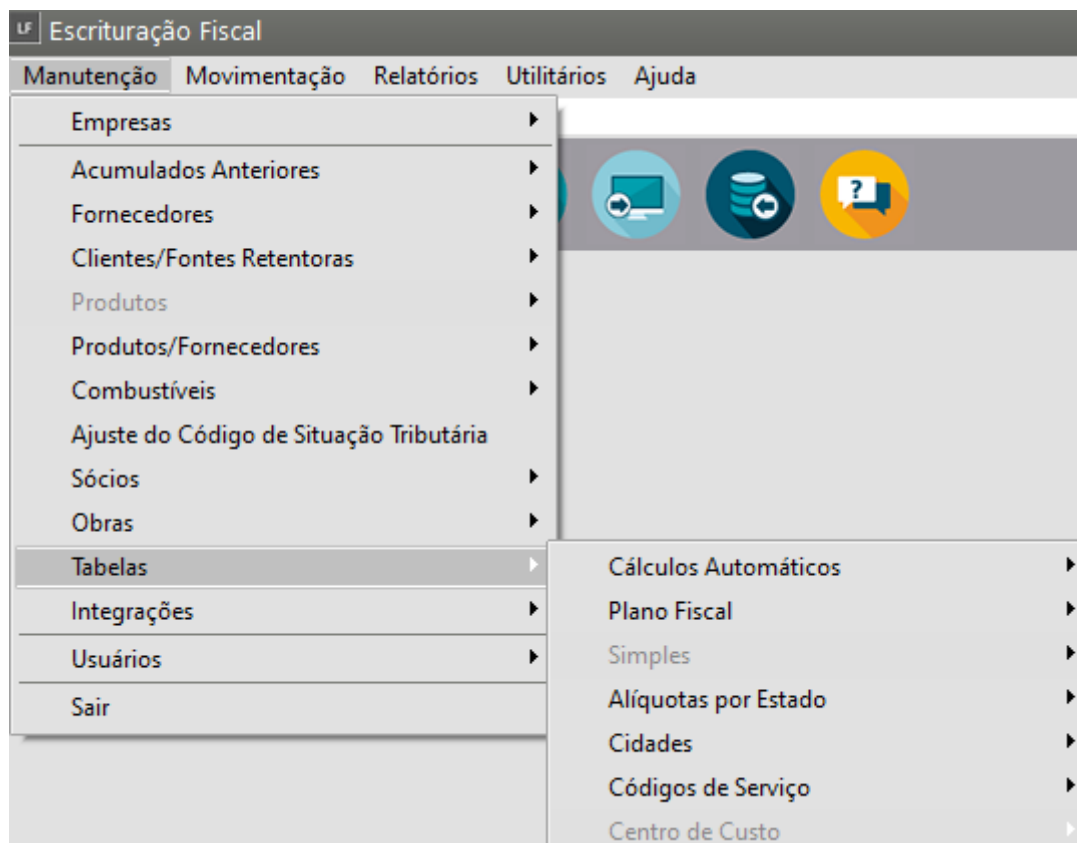 LF Escrituração Fiscal
Manutenção Movimentação Relatórios Utilitários Ajuda
Empresas
Acumulados Anteriores
Fornecedores
Clientes/Fontes Retentoras
Produtos
Produtos/Fornecedores
Combustíveis
Ajuste do Código de Situação Tributária
Sócios
Obras
Tabelas
Integrações
Usuários
Sair
Cálculos Automáticos
Plano Fiscal
Simples
Alíquotas por Estado
Cidades
Códigos de Serviço
Centro de Custo
?